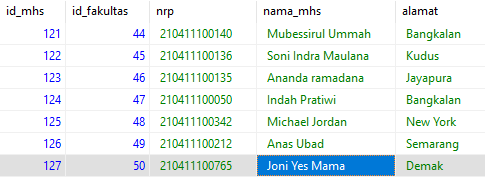 id_mhs id_fakultas nrp nama_mhs alamat
121 44 210411100140 Mubessirul Ummah Bangkalan
122 45 210411100136 Soni Indra Maulana Kudus
123 46 210411100135 Ananda ramadana Jayapura
124 47 210411100050 Indah Pratiwi Bangkalan
125 48 210411100342 Michael Jordan New York
126 49 210411100212 Anas Ubad Semarang
127 50 210411100765 Joni Yes Mama Demak